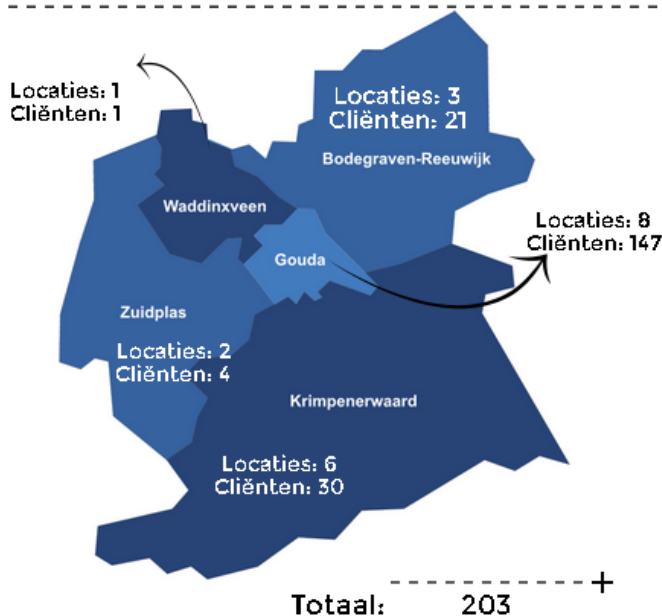 Locaties: 1
Cliënten: 1
Locaties: 3
Cliënten: 21
Bodegraven-Reeuwijk
Waddinxveen
Locaties: 8
Cliënten: 147
Gouda
Zuidplas
Locaties: 2
Cliënten: 4
Krimpenerwaard
Locaties: 6
Cliënten: 30
+
Totaal: 203